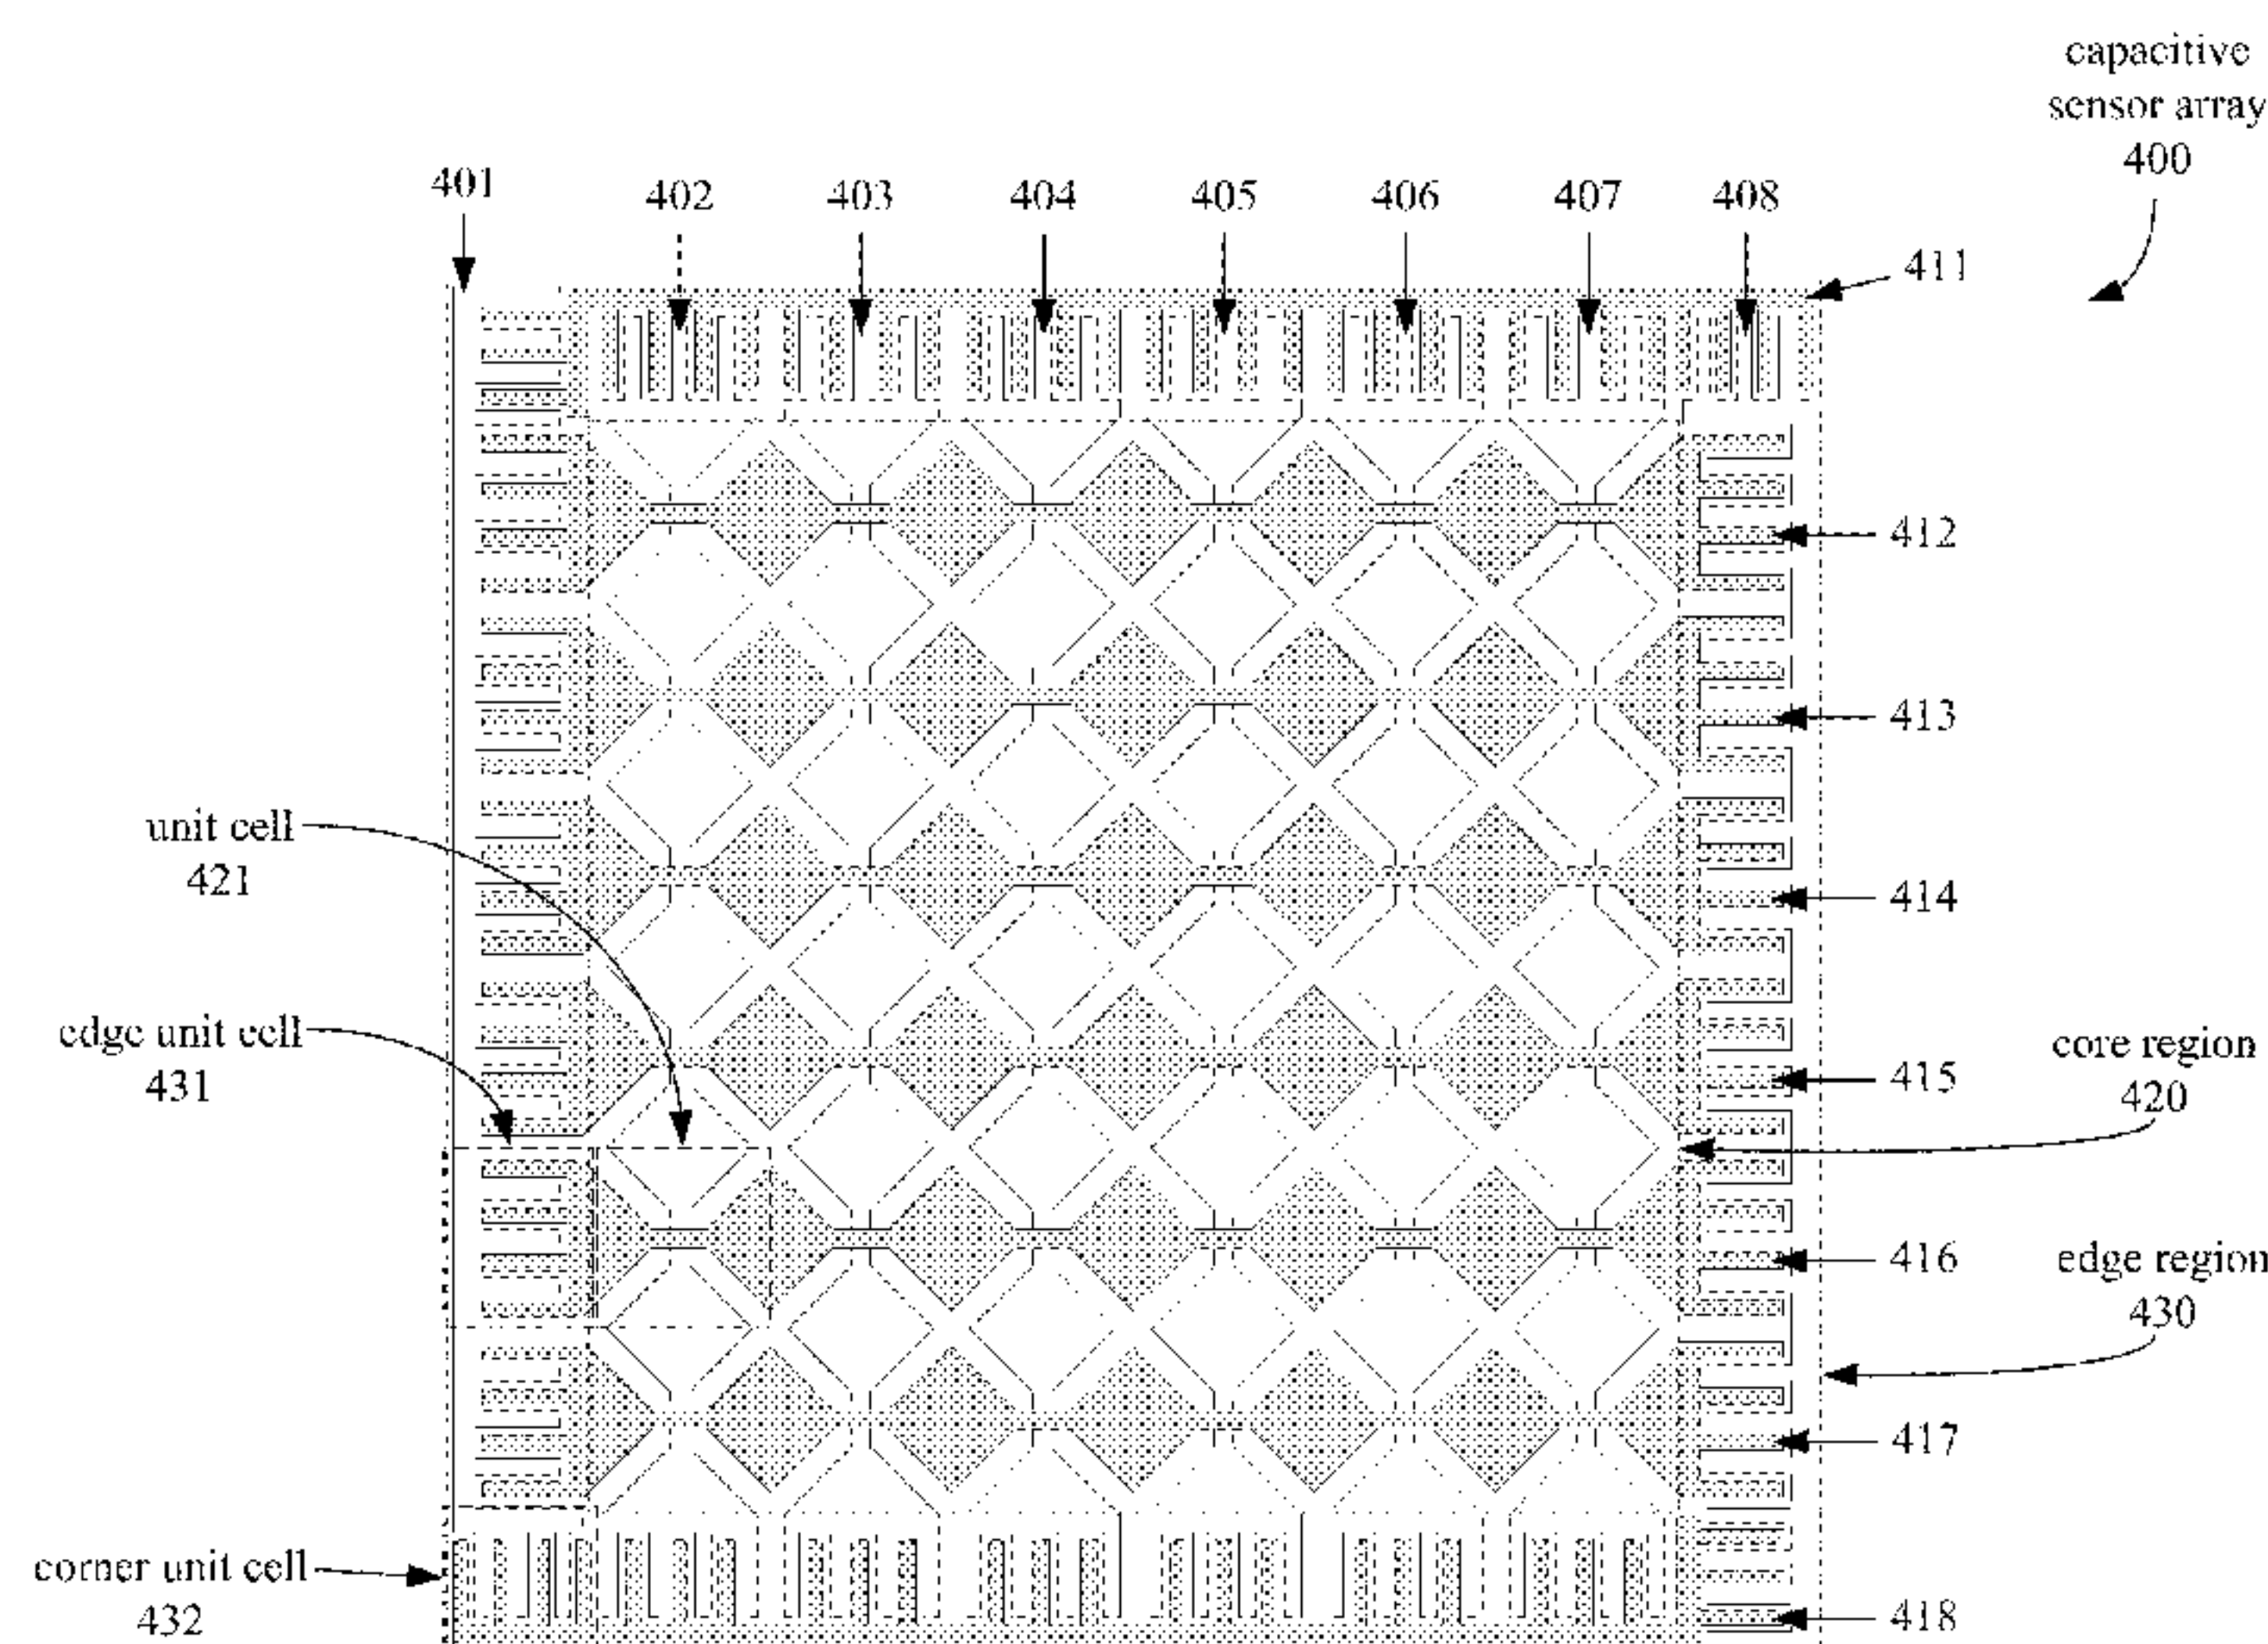 capacitive
sensor array
400
401
402 403 404 405 406 407 408
411
412
413
unit cell
421
414
edge unit cell
431
core region
420
415
416
edge region
430
417
corner unit cell
432
418